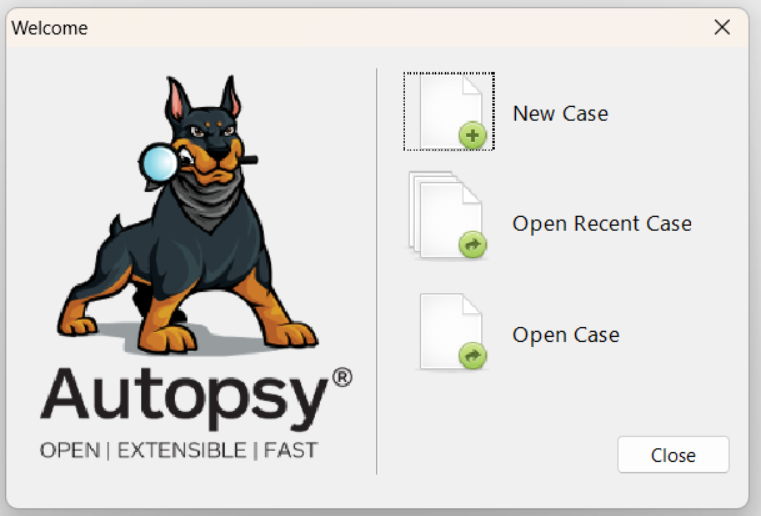 Welcome
Autopsy®
OPEN | EXTENSIBLE | FAST
New Case
Open Recent Case
Open Case
Close